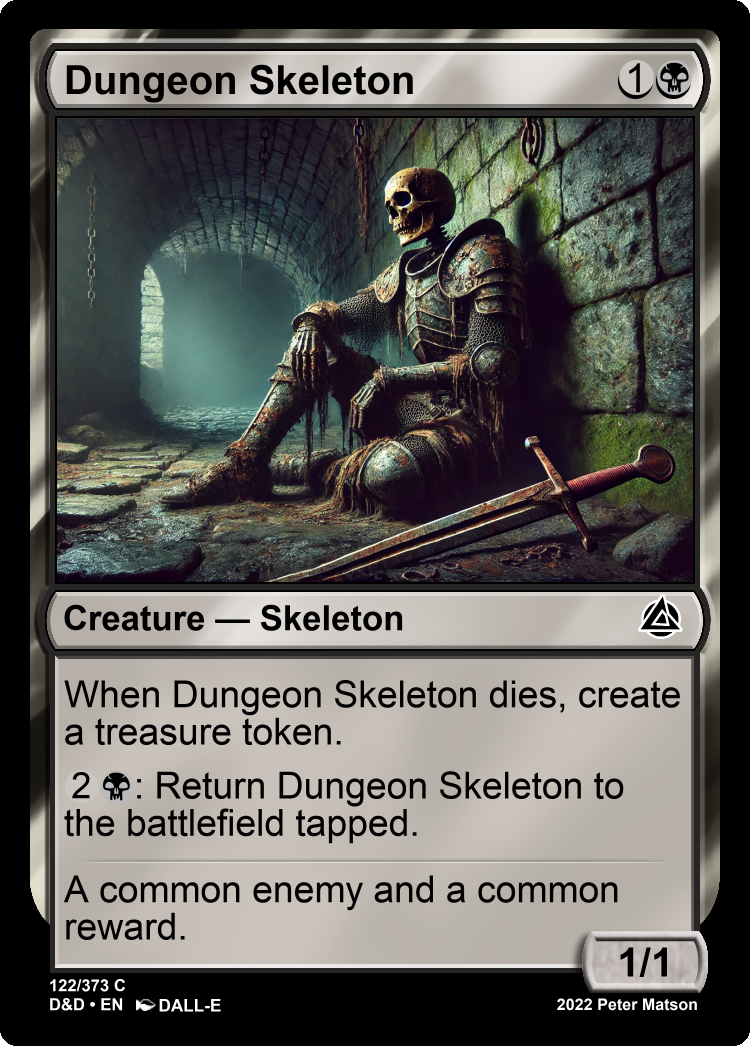 Dungeon Skeleton 1
Creature — Skeleton
When Dungeon Skeleton dies, create
a treasure token.
2 : Return Dungeon Skeleton to
the battlefield tapped.
A common enemy and a common
reward.
1/1
122/373 C
D&D • EN DALL-E
2022 Peter Matson